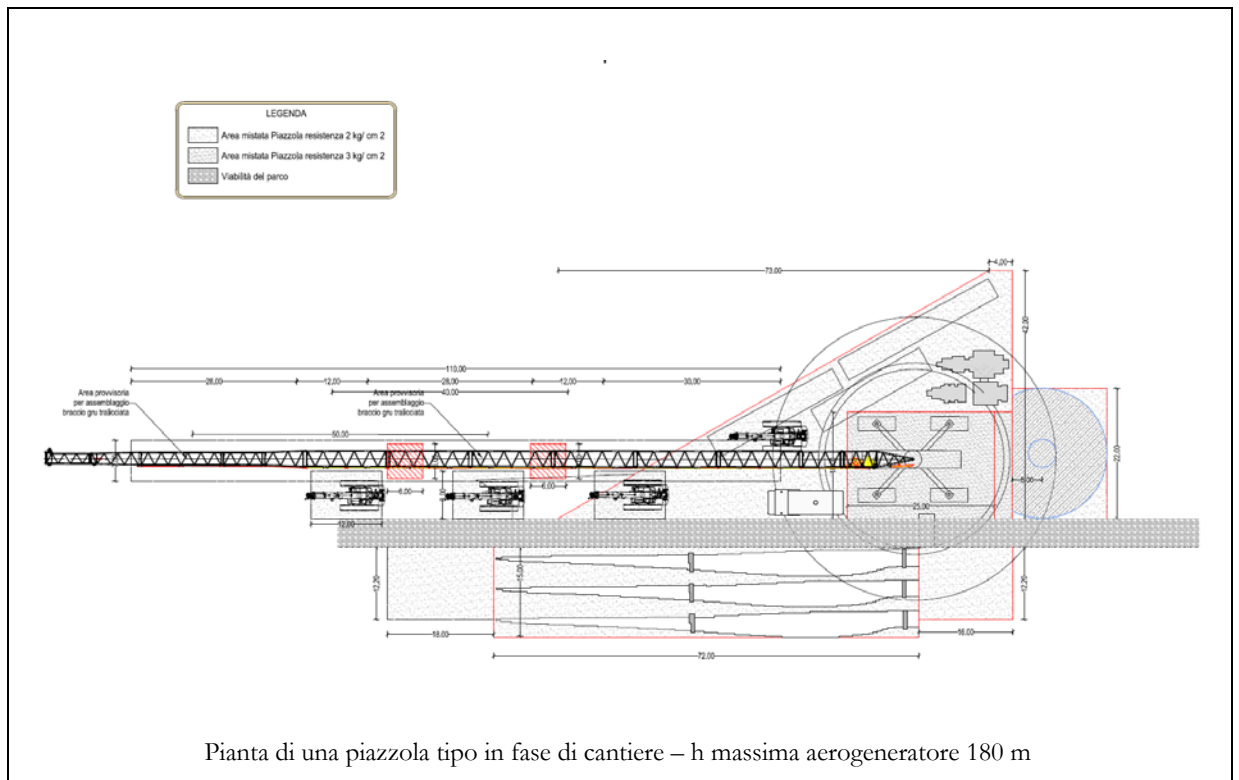 LEGENDA
Area mistata Piazzola resistenza 2 kg/ cm 2
Area mistata Piazzola resistenza 3 kg/ cm 2
Viabilità del parco
4,00
73,00
42,00
110,00
28,00
12,00
28,00
12,00
30,00
40,00
Area provvisoria
per assemblaggio
braccio gru tralicciata
Area provvisoria
per assemblaggio
braccio gru tralicciata
50,00
22,00
6,00
6,00
25,00
12,00
12,20
15,00
12,20
18,00
16,00
72,00
Pianta di una piazzola tipo in fase di cantiere – h massima aerogeneratore 180 m